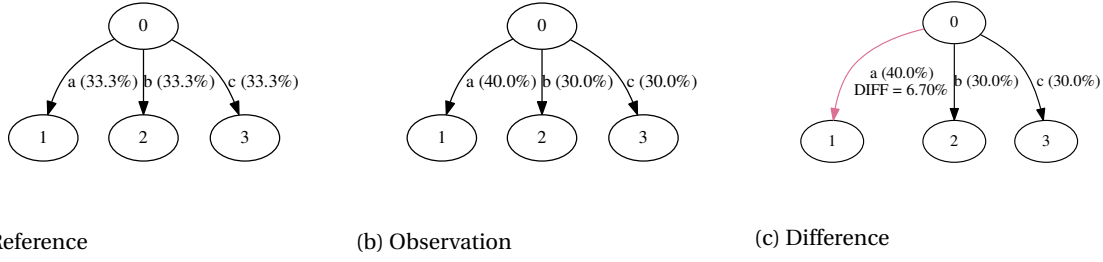 0
a (33.3%) b (33.3%) c (33.3%)
1 2 3
0
a (40.0%) b (30.0%) c (30.0%)
1 2 3
0
a (40.0%)
DIFF = 6.70%
b (30.0%) c (30.0%)
1 2 3
(b) Observation
(c) Difference